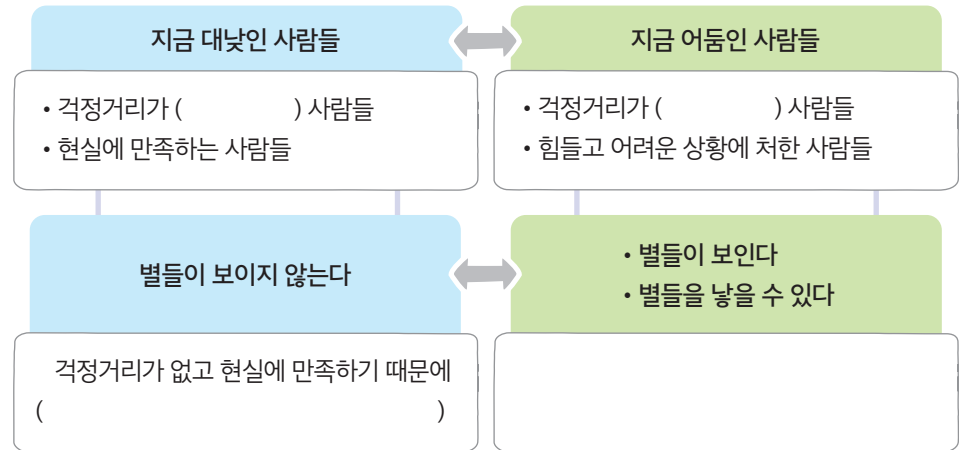 지금 대낮인 사람들
지금 어둠인 사람들
• 걱정거리가 ( ) 사람들
• 현실에 만족하는 사람들
• 걱정거리가 ( ) 사람들
• 힘들고 어려운 상황에 처한 사람들
별들이 보이지 않는다
• 별들이 보인다
• 별들을 낳을 수 있다
걱정거리가 없고 현실에 만족하기 때문에
( )